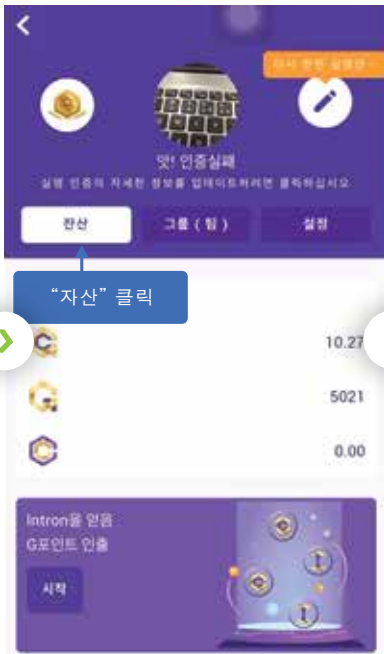 앗! 인증실패
실명 인증의 자세한 정보를 업데이트하려면 클릭하십시오
잔산
그룹 ( 팀 )
설정
“자산” 클릭
10.27
5021
0.00
Intron을 얻음
G포인트 인출
시작